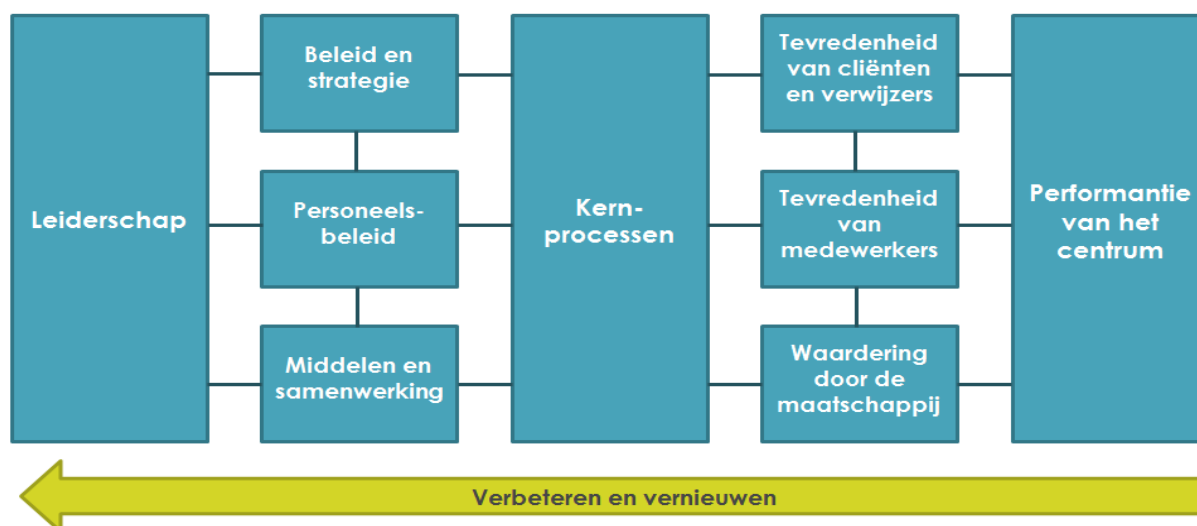 Leiderschap
Beleid en
strategie
Personeels-
beleid
Middelen en
samenwerking
Kern-
processen
Tevredenheid
van cliënten
en verwijzers
Tevredenheid
van
medewerkers
Waardering
door de
maatschappij
Performantie
van het
centrum
Verbeteren en vernieuwen